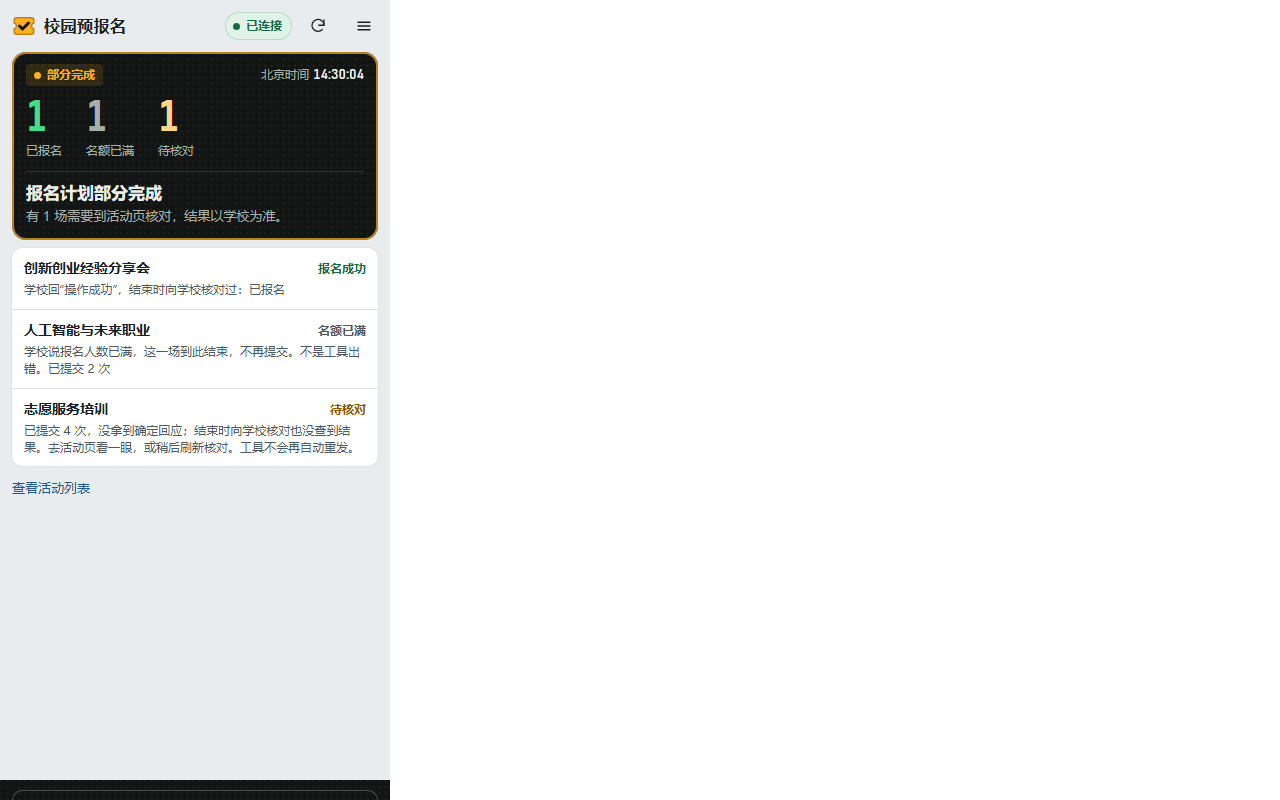 校园预报名
已连接
部分完成
北京时间 14:30:04
1 1 1
已报名 名额已满 待核对
报名计划部分完成
有 1 场需要到活动页核对，结果以学校为准。
创新创业经验分享会
报名成功
学校回“操作成功”，结束时向学校核对过：已报名
人工智能与未来职业
名额已满
学校说报名人数已满，这一场到此结束，不再提交。不是工具出
错。已提交 2 次
志愿服务培训
待核对
已提交 4 次，没拿到确定回应；结束时向学校核对也没查到结
果。去活动页看一眼，或稍后刷新核对。工具不会再自动重发。
查看活动列表